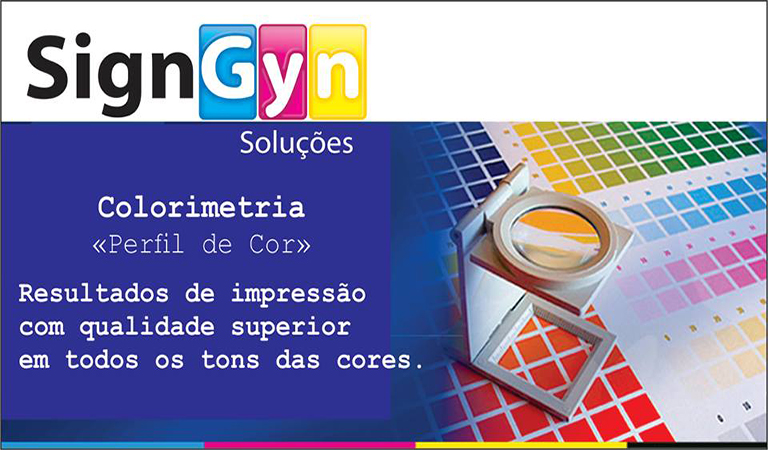 SignGyn
Soluções
Colorimetria
«Perfil de Cor»
Resultados de impressão
com qualidade superior
em todos os tons das cores.